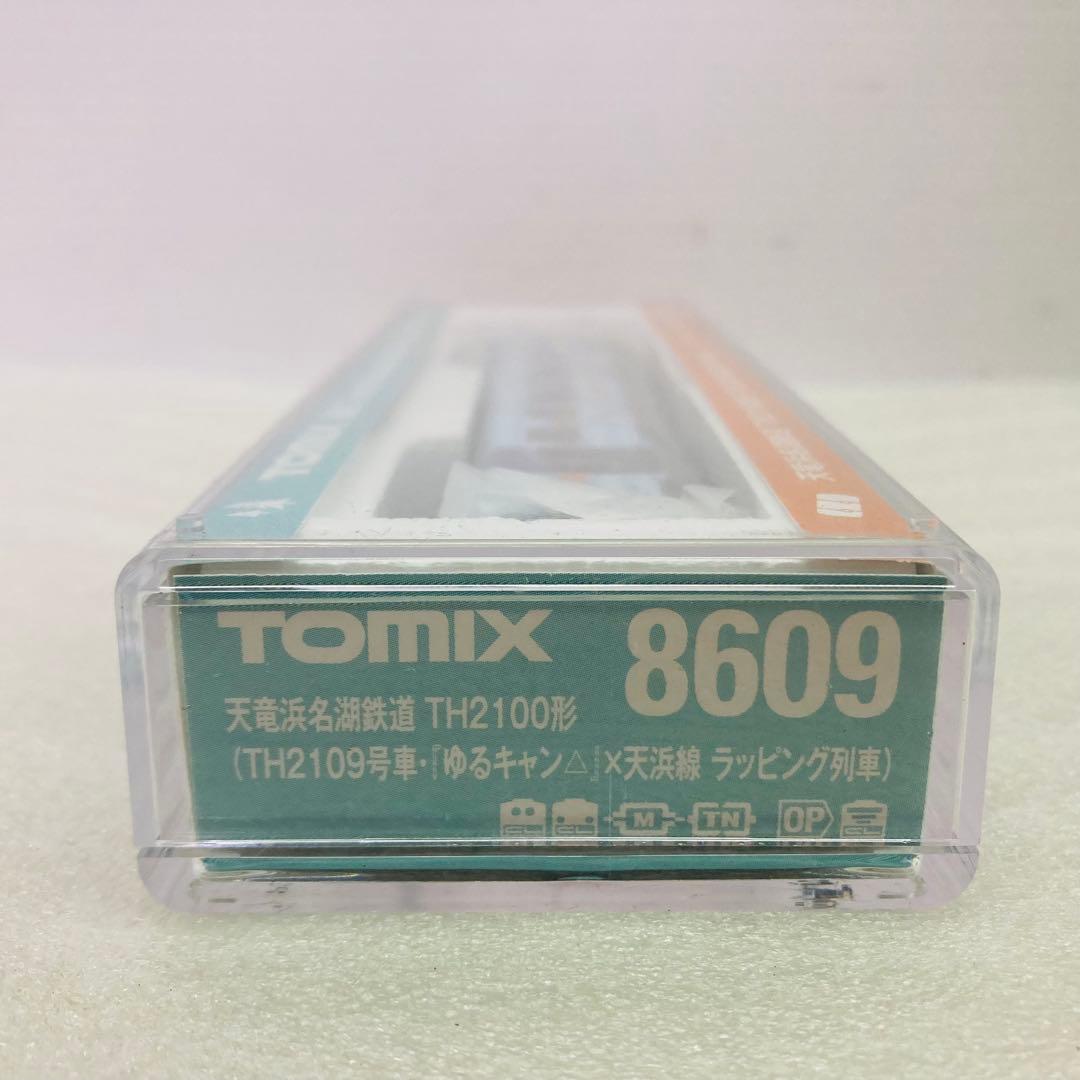 TOMIX
TOMIX 8609
天竜浜名湖鉄道 TH2100形
(TH2109号車・『ゆるキャン△』×天浜線 ラッピング列車)
M TN OP